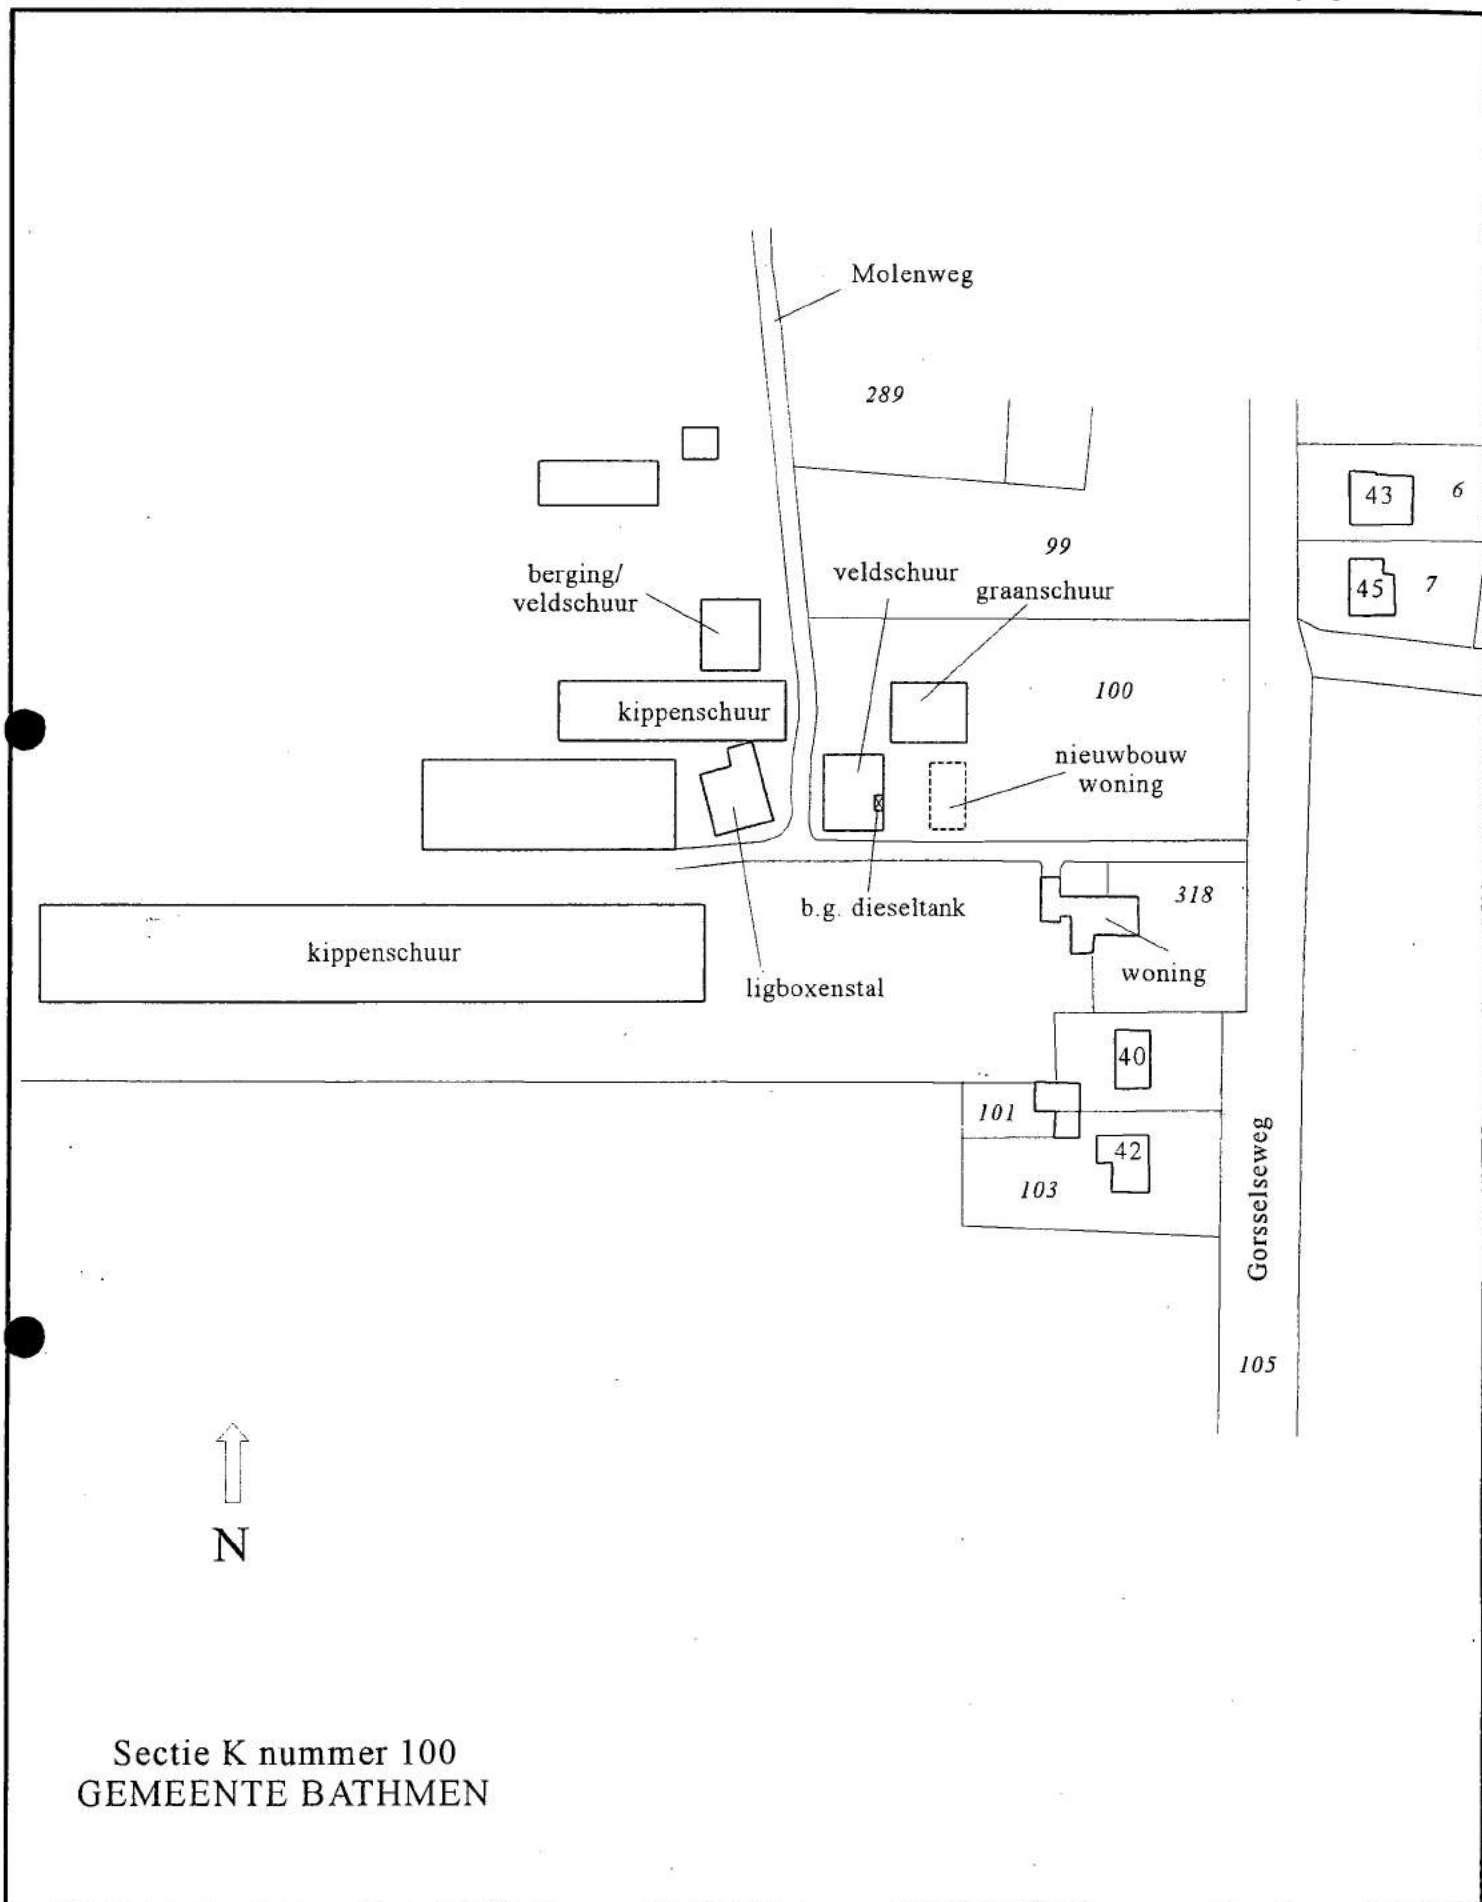 Molenweg
289
43
6
99
berging/
veldschuur
veldschuur
graanschuur
45
7
100
kippenschuur
nieuwbouw
woning
318
b.g. dieseltank
kippenschuur
woning
ligboxenstal
40
101
42
103
Gorsselseweg
105
N
Sectie K nummer 100
GEMEENTE BATHMEN